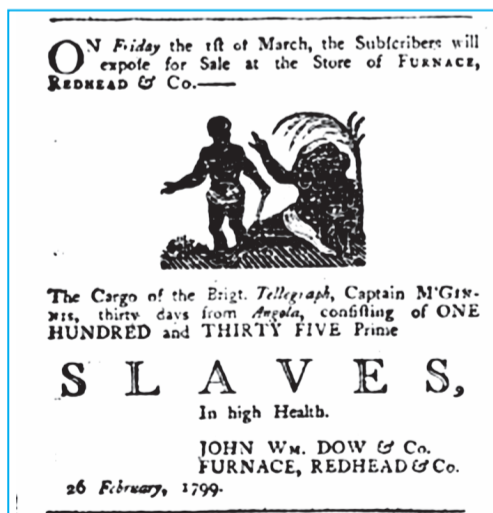 ON Friday the 1ſt of March, the Subſcribers will
expoſe for Sale at the Store of FURNACE,
REDHEAD & Co.——
The Cargo of the Brigt. Tellegraph, Captain M'GIN-
NIS, thirty days from Angola, conſiſting of ONE
HUNDRED and THIRTY FIVE Prime
SLAVES,
In high Health.
JOHN WM. DOW & Co.
FURNACE, REDHEAD & Co.
26 February, 1799.